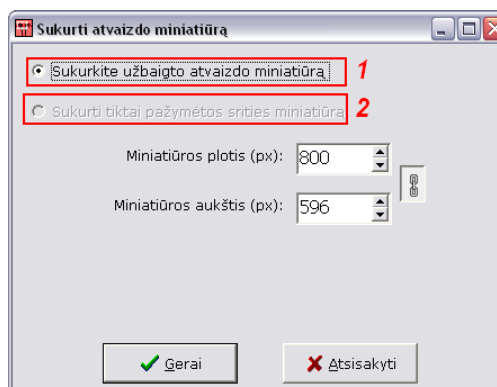 Sukurti atvaizdo miniatiūrą
Sukurkite užbaigto atvaizdo miniatiūrą 1
Sukurti tiktai pažymėtos srities miniatiūrą 2
Miniatiūros plotis (px): 800
Miniatiūros aukštis (px): 596
Gerai Atsisakyti